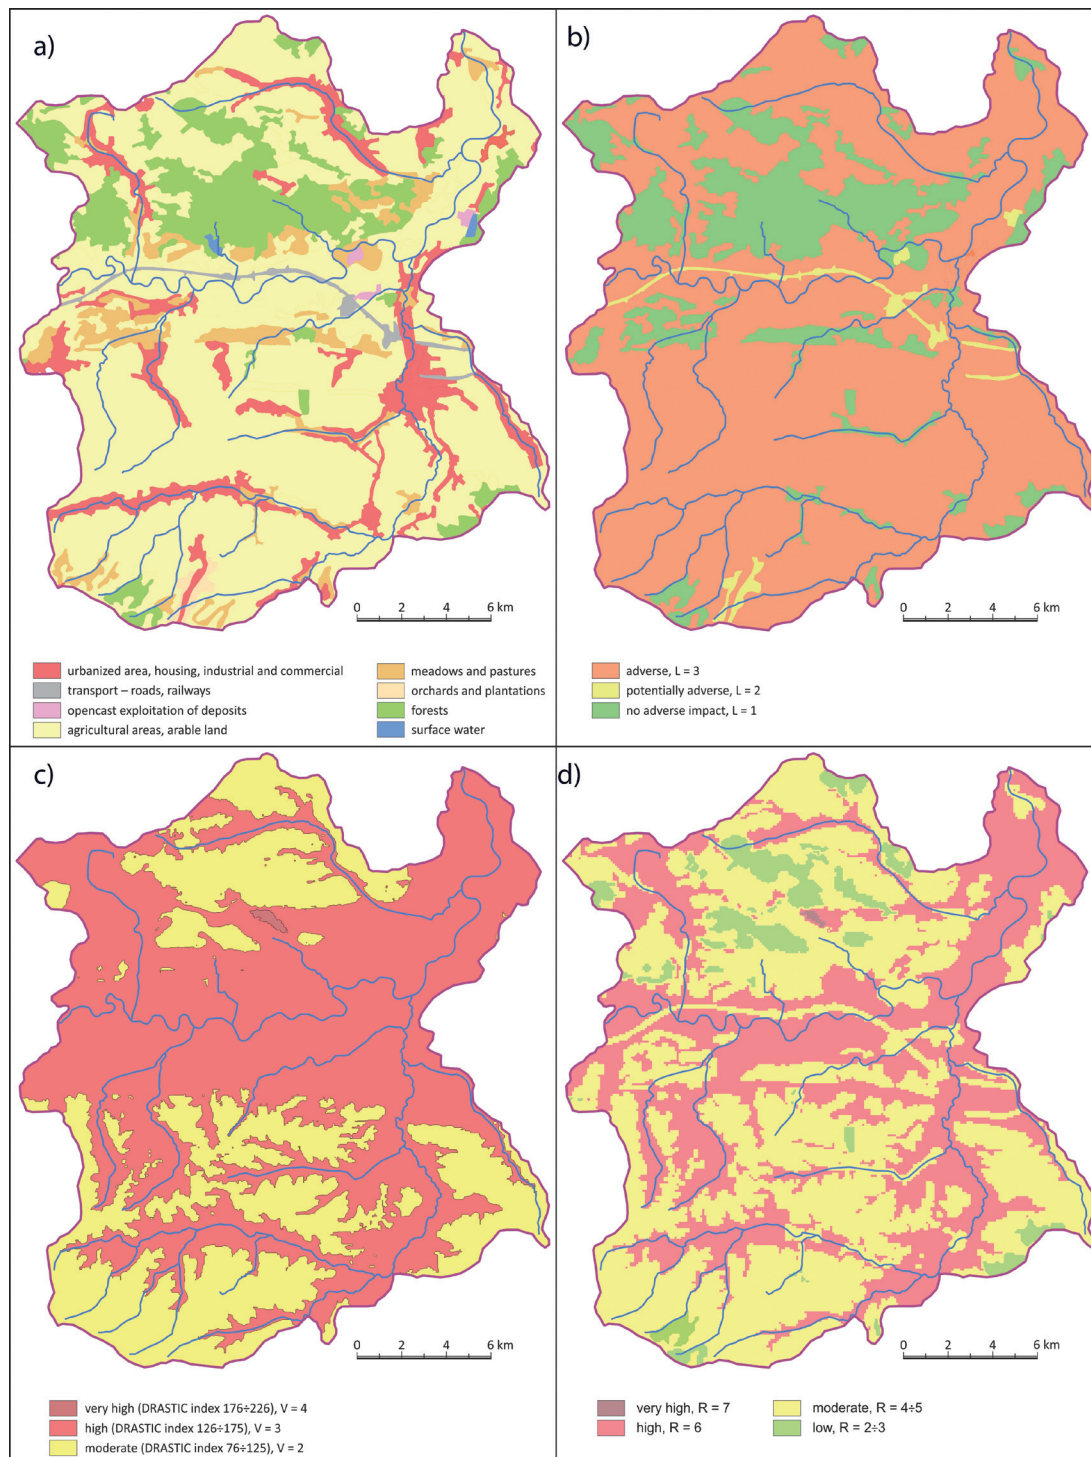 a)
b)
0 2 4 6 km
0 2 4 6 km
urbanized area, housing, industrial and commercial
transport – roads, railways
opencast exploitation of deposits
agricultural areas, arable land
meadows and pastures
orchards and plantations
forests
surface water
adverse, L = 3
potentially adverse, L = 2
no adverse impact, L = 1
c)
d)
0 2 4 6 km
0 2 4 6 km
very high (DRASTIC index 176÷226), V = 4
high (DRASTIC index 126÷175), V = 3
moderate (DRASTIC index 76÷125), V = 2
very high, R = 7
high, R = 6
moderate, R = 4÷5
low, R = 2÷3